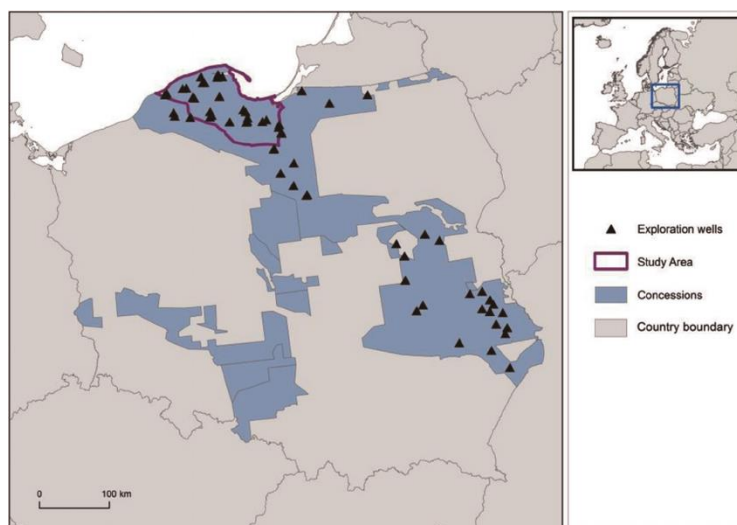 Exploration wells
Study Area
Concessions
Country boundary
0 100 km